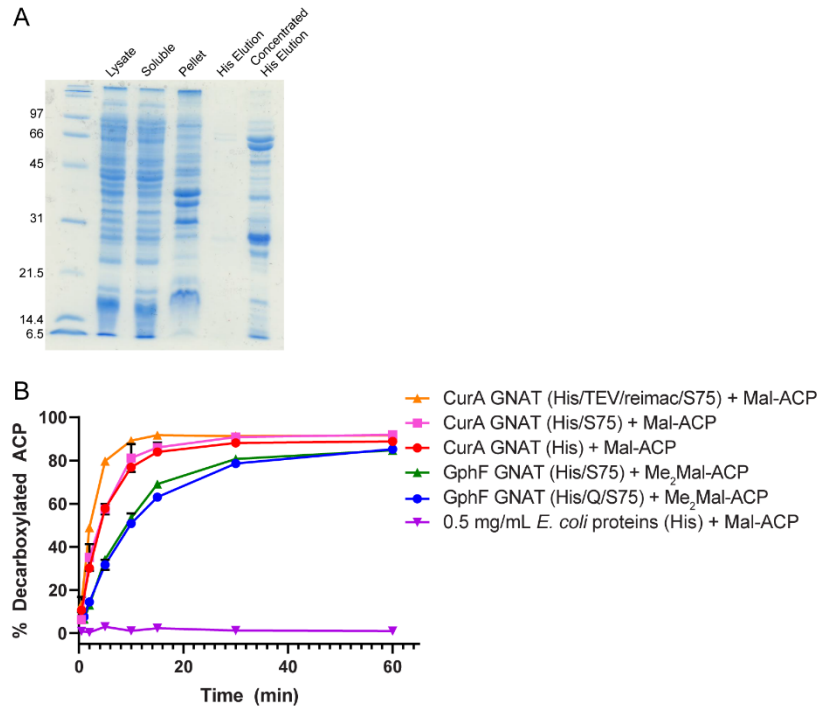 A
Lysate
Soluble
Pellet
His Elution
Concentrated
His Elution
97
66
45
31
21.5
14.4
6.5
B
% Decarboxylated ACP
100
80
60
40
20
0
0
20
40
60
Time (min)
CurA GNAT (His/TEV/reimac/S75) + Mal-ACP
CurA GNAT (His/S75) + Mal-ACP
CurA GNAT (His) + Mal-ACP
GphF GNAT (His/S75) + Me₂Mal-ACP
GphF GNAT (His/Q/S75) + Me₂Mal-ACP
0.5 mg/mL E. coli proteins (His) + Mal-ACP